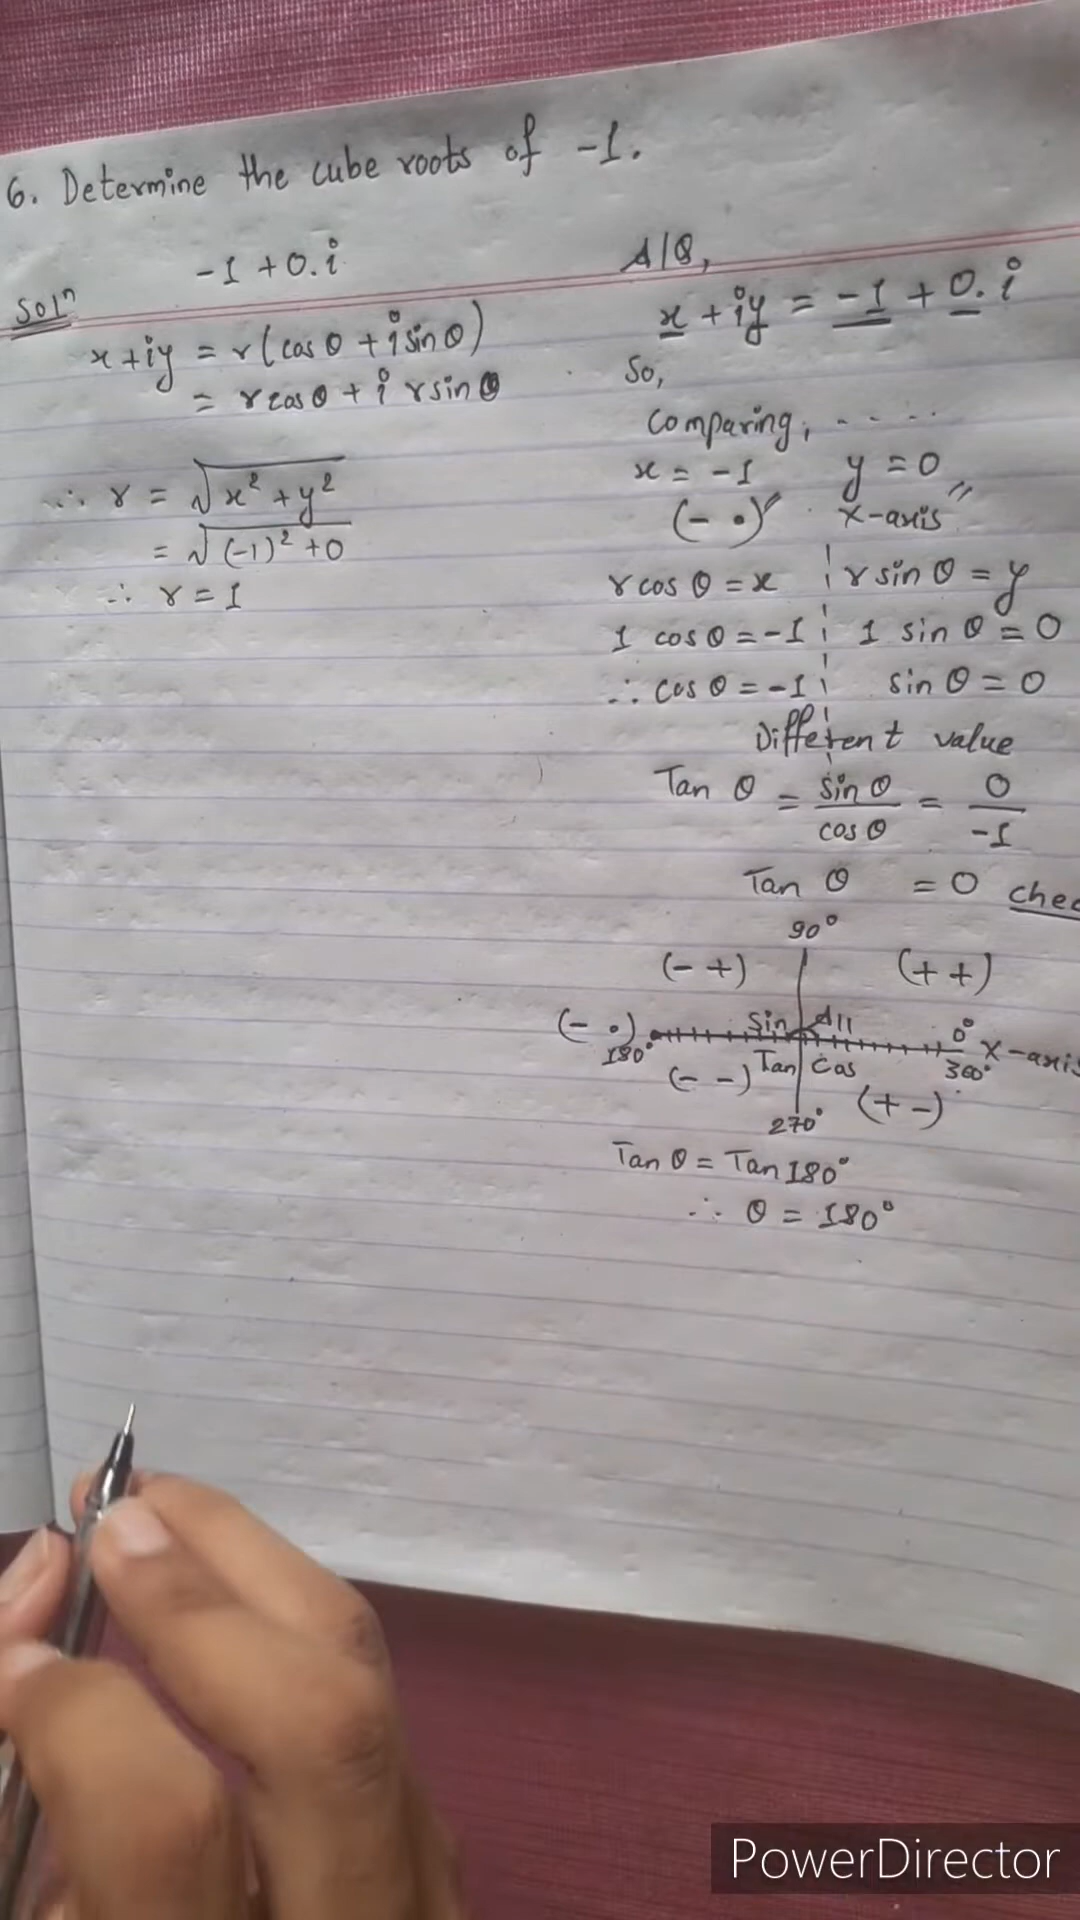 6. Determine the cube roots of -1.
Solⁿ
-1 + 0.i
x+iy = r(cos θ + i sin θ)
= r cos θ + i r sin θ
∴ r = √x² + y²
= √(-1)² + 0
∴ r = 1
A/Q,
x + iy = -1 + 0.i
So,
Comparing, - - - - -
x = -1 y = 0 〃
(- •) X-axis
r cos θ = x ¦ r sin θ = y
1 cos θ = -1 ¦ 1 sin θ = 0
∴ cos θ = -1 ¦ sin θ = 0
Different value
Tan θ = sin θ / cos θ = 0 / -1
Tan θ = 0 chec
90°
(- +) (+ +)
(- •) Sin All 0° X-axis
180° (- -) Tan Cos 360°
(+ -)
270°
Tan θ = Tan 180°
∴ θ = 180°
PowerDirector